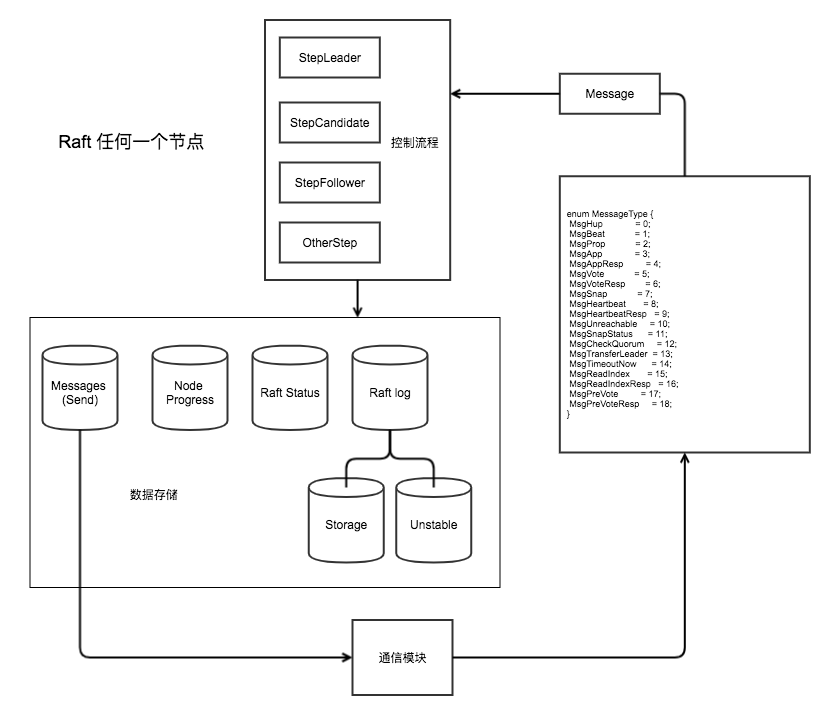 StepLeader
StepCandidate
StepFollower
OtherStep
控制流程
Message
Raft 任何一个节点
enum MessageType {
MsgHup = 0;
MsgBeat = 1;
MsgProp = 2;
MsgApp = 3;
MsgAppResp = 4;
MsgVote = 5;
MsgVoteResp = 6;
MsgSnap = 7;
MsgHeartbeat = 8;
MsgHeartbeatResp = 9;
MsgUnreachable = 10;
MsgSnapStatus = 11;
MsgCheckQuorum = 12;
MsgTransferLeader = 13;
MsgTimeoutNow = 14;
MsgReadIndex = 15;
MsgReadIndexResp = 16;
MsgPreVote = 17;
MsgPreVoteResp = 18;
}
Messages
(Send)
Node
Progress
Raft Status
Raft log
数据存储
Storage
Unstable
通信模块